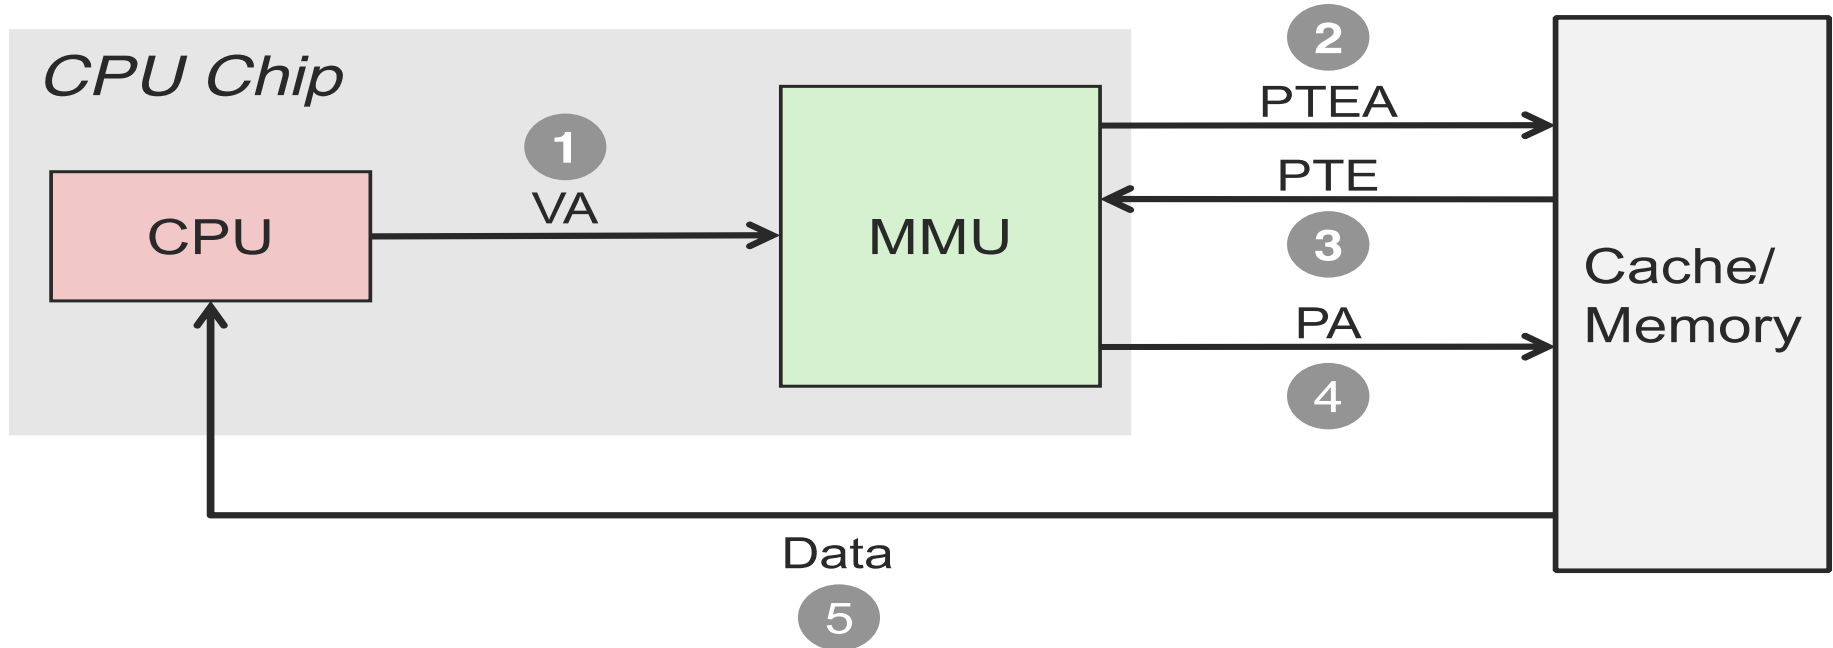 CPU Chip
1
VA
CPU
MMU
2
PTEA
PTE
3
PA
4
Cache/
Memory
Data
5